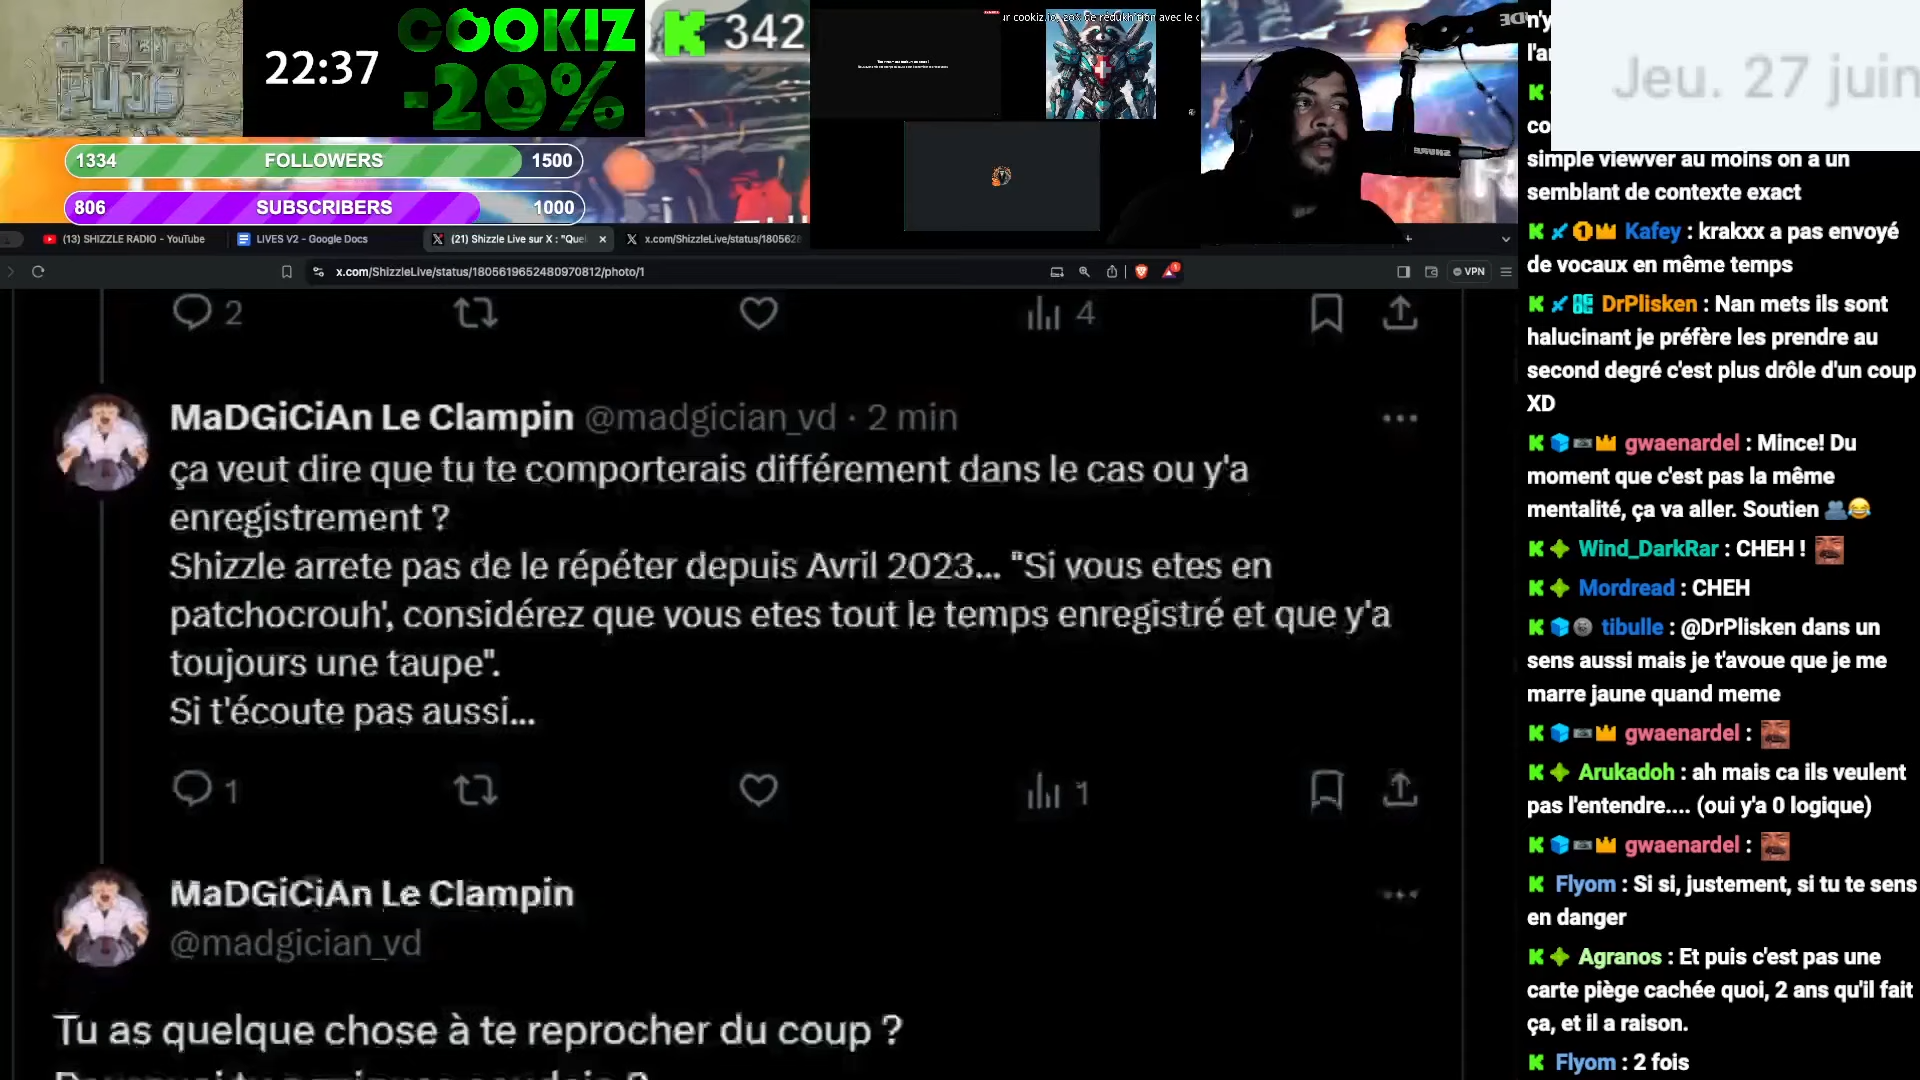 22:37
COOKIZ
-20%
342
1334 FOLLOWERS 1500
806 SUBSCRIBERS 1000
Jeu. 27 juin
(13) SHIZZLE RADIO - YouTube
LIVES V2 - Google Docs
(21) Shizzle Live sur X : "Que
x.com/ShizzleLive/status/180562
x.com/ShizzleLive/status/1805619652480970812/photo/1
VPN
2
4
MaDGiCiAn Le Clampin @madgician_vd · 2 min
ça veut dire que tu te comporterais différement dans le cas ou y'a
enregistrement ?
Shizzle arrete pas de le répéter depuis Avril 2023... "Si vous etes en
patchocrouh', considérez que vous etes tout le temps enregistré et que y'a
toujours une taupe".
Si t'écoute pas aussi...
1
1
MaDGiCiAn Le Clampin
@madgician_vd
Tu as quelque chose à te reprocher du coup ?
simple viewver au moins on a un
semblant de contexte exact
Kafey : krakxx a pas envoyé
de vocaux en même temps
DrPlisken : Nan mets ils sont
halucinant je préfère les prendre au
second degré c'est plus drôle d'un coup
XD
gwaenardel : Mince! Du
moment que c'est pas la même
mentalité, ça va aller. Soutien 🫂😂
Wind_DarkRar : CHEH !
Mordread : CHEH
tibulle : @DrPlisken dans un
sens aussi mais je t'avoue que je me
marre jaune quand meme
gwaenardel :
Arukadoh : ah mais ca ils veulent
pas l'entendre.... (oui y'a 0 logique)
gwaenardel :
Flyom : Si si, justement, si tu te sens
en danger
Agranos : Et puis c'est pas une
carte piège cachée quoi, 2 ans qu'il fait
ça, et il a raison.
Flyom : 2 fois